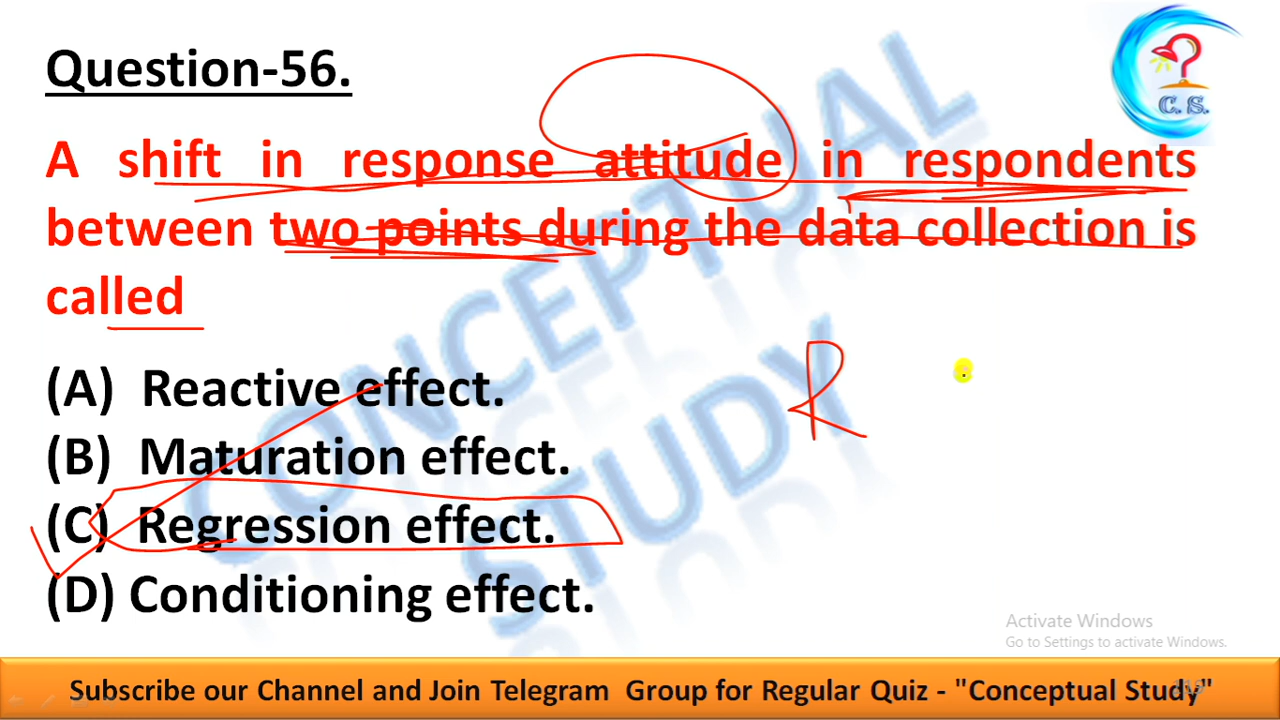 Question-56.
C. S.
A shift in response attitude in respondents
between two points during the data collection is
called
(A) Reactive effect.
(B) Maturation effect.
(C) Regression effect.
(D) Conditioning effect.
R
CONCEPTUAL
STUDY
Activate Windows
Go to Settings to activate Windows.
Subscribe our Channel and Join Telegram Group for Regular Quiz - "Conceptual Study"